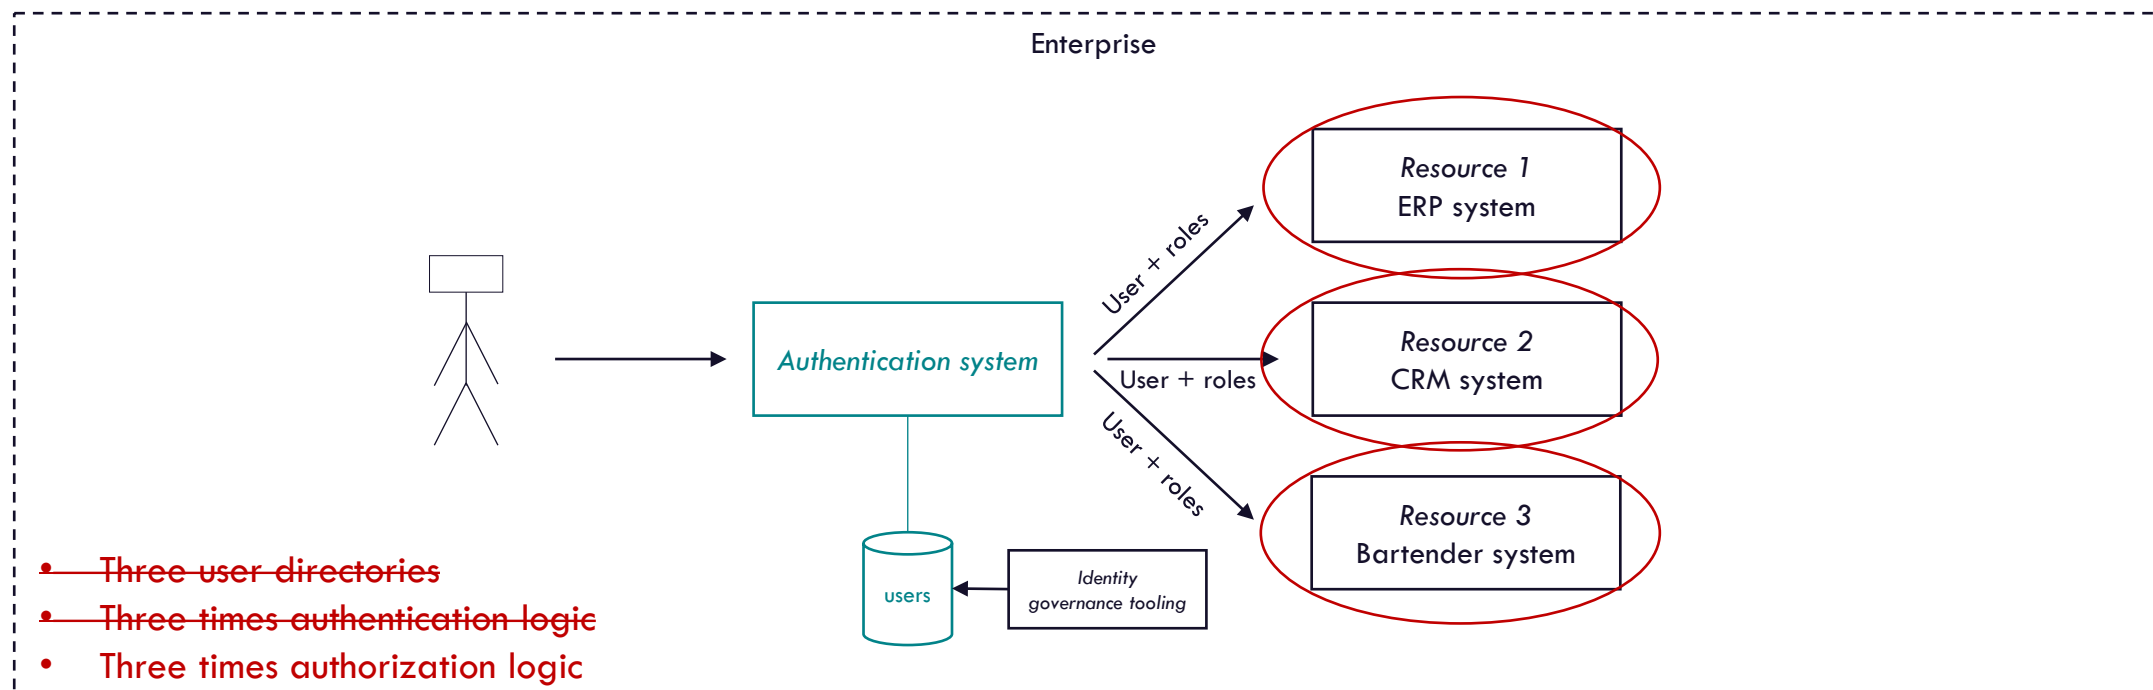 Enterprise
Resource 1
ERP system
User + roles
Authentication system
Resource 2
CRM system
User + roles
User + roles
Resource 3
Bartender system
users
Identity
governance tooling
• Three user directories
• Three times authentication logic
• Three times authorization logic